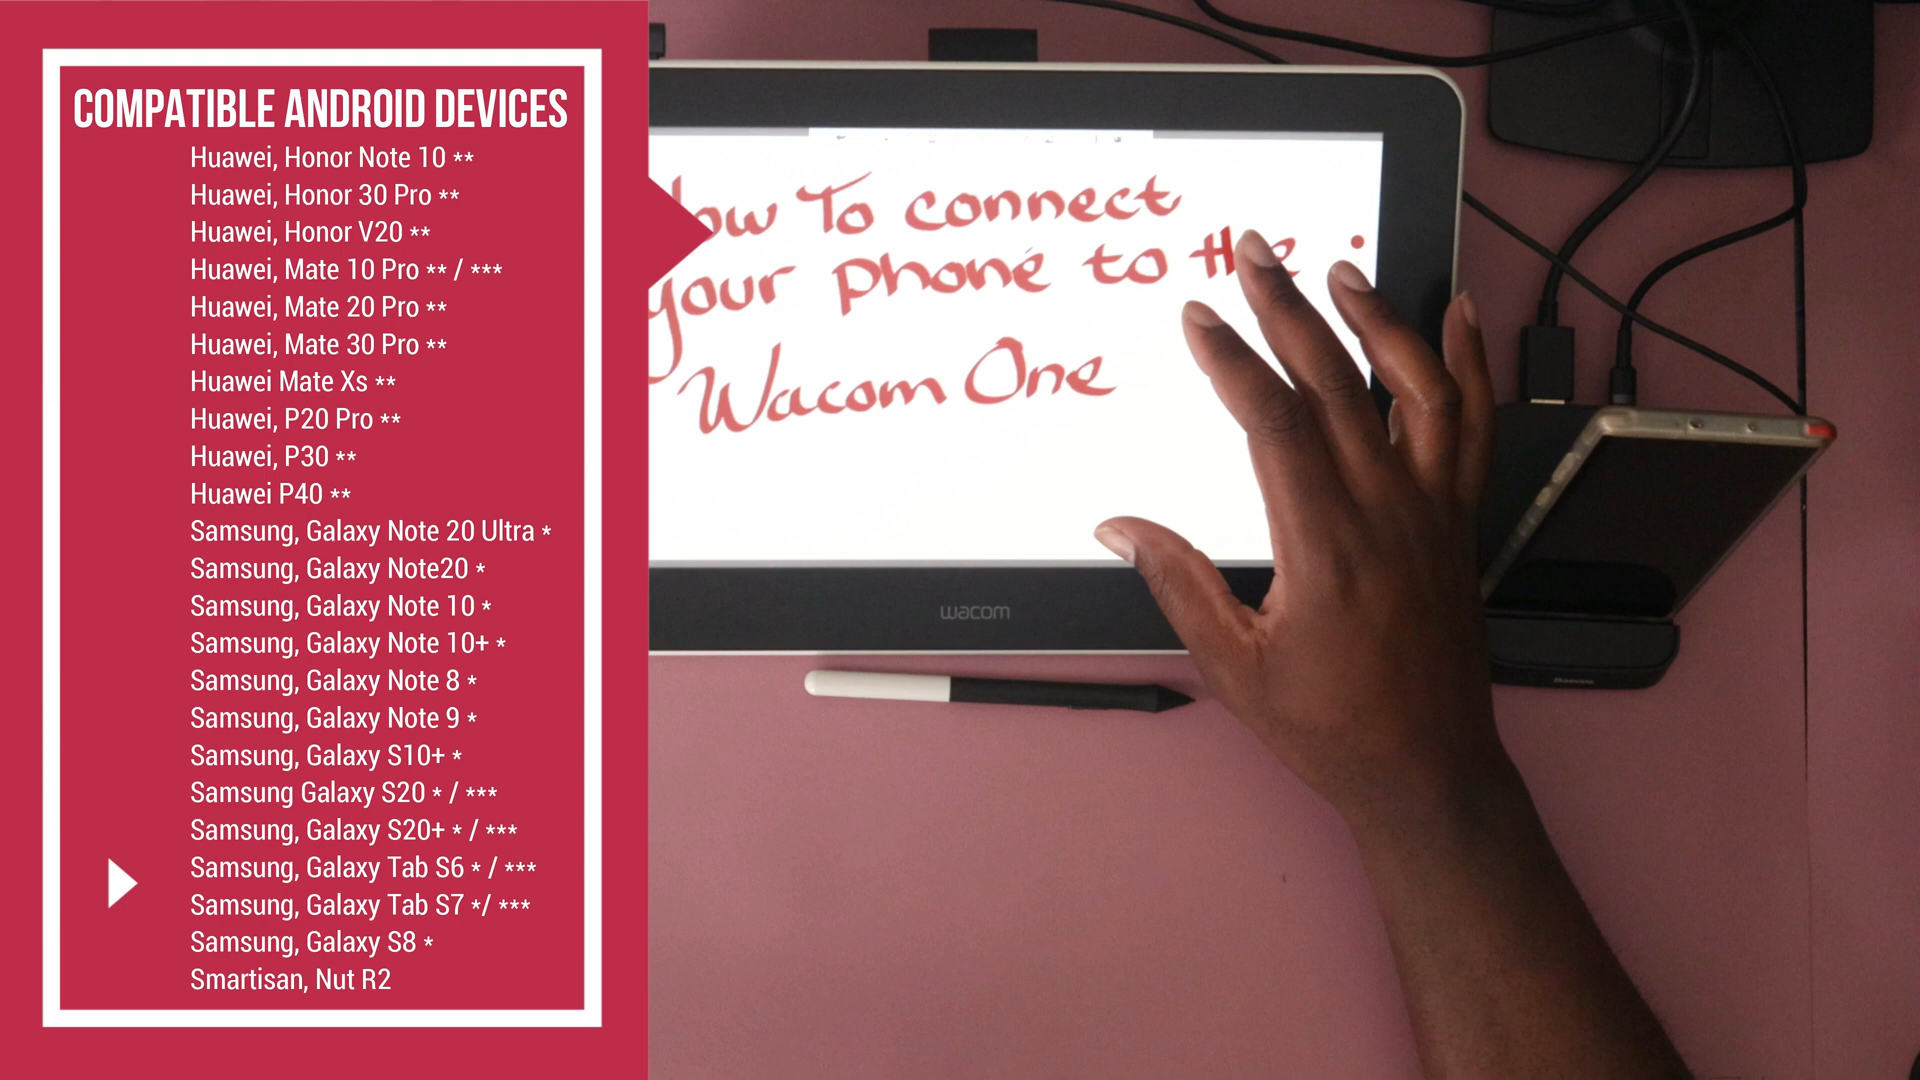 COMPATIBLE ANDROID DEVICES
Huawei, Honor Note 10 **
Huawei, Honor 30 Pro **
Huawei, Honor V20 **
Huawei, Mate 10 Pro ** / ***
Huawei, Mate 20 Pro **
Huawei, Mate 30 Pro **
Huawei Mate Xs **
Huawei, P20 Pro **
Huawei, P30 **
Huawei P40 **
Samsung, Galaxy Note 20 Ultra *
Samsung, Galaxy Note20 *
Samsung, Galaxy Note 10 *
Samsung, Galaxy Note 10+ *
Samsung, Galaxy Note 8 *
Samsung, Galaxy Note 9 *
Samsung, Galaxy S10+ *
Samsung Galaxy S20 * / ***
Samsung, Galaxy S20+ * / ***
Samsung, Galaxy Tab S6 * / ***
Samsung, Galaxy Tab S7 */ ***
Samsung, Galaxy S8 *
Smartisan, Nut R2
ow To connect
your phone to the
Wacom One
wacom